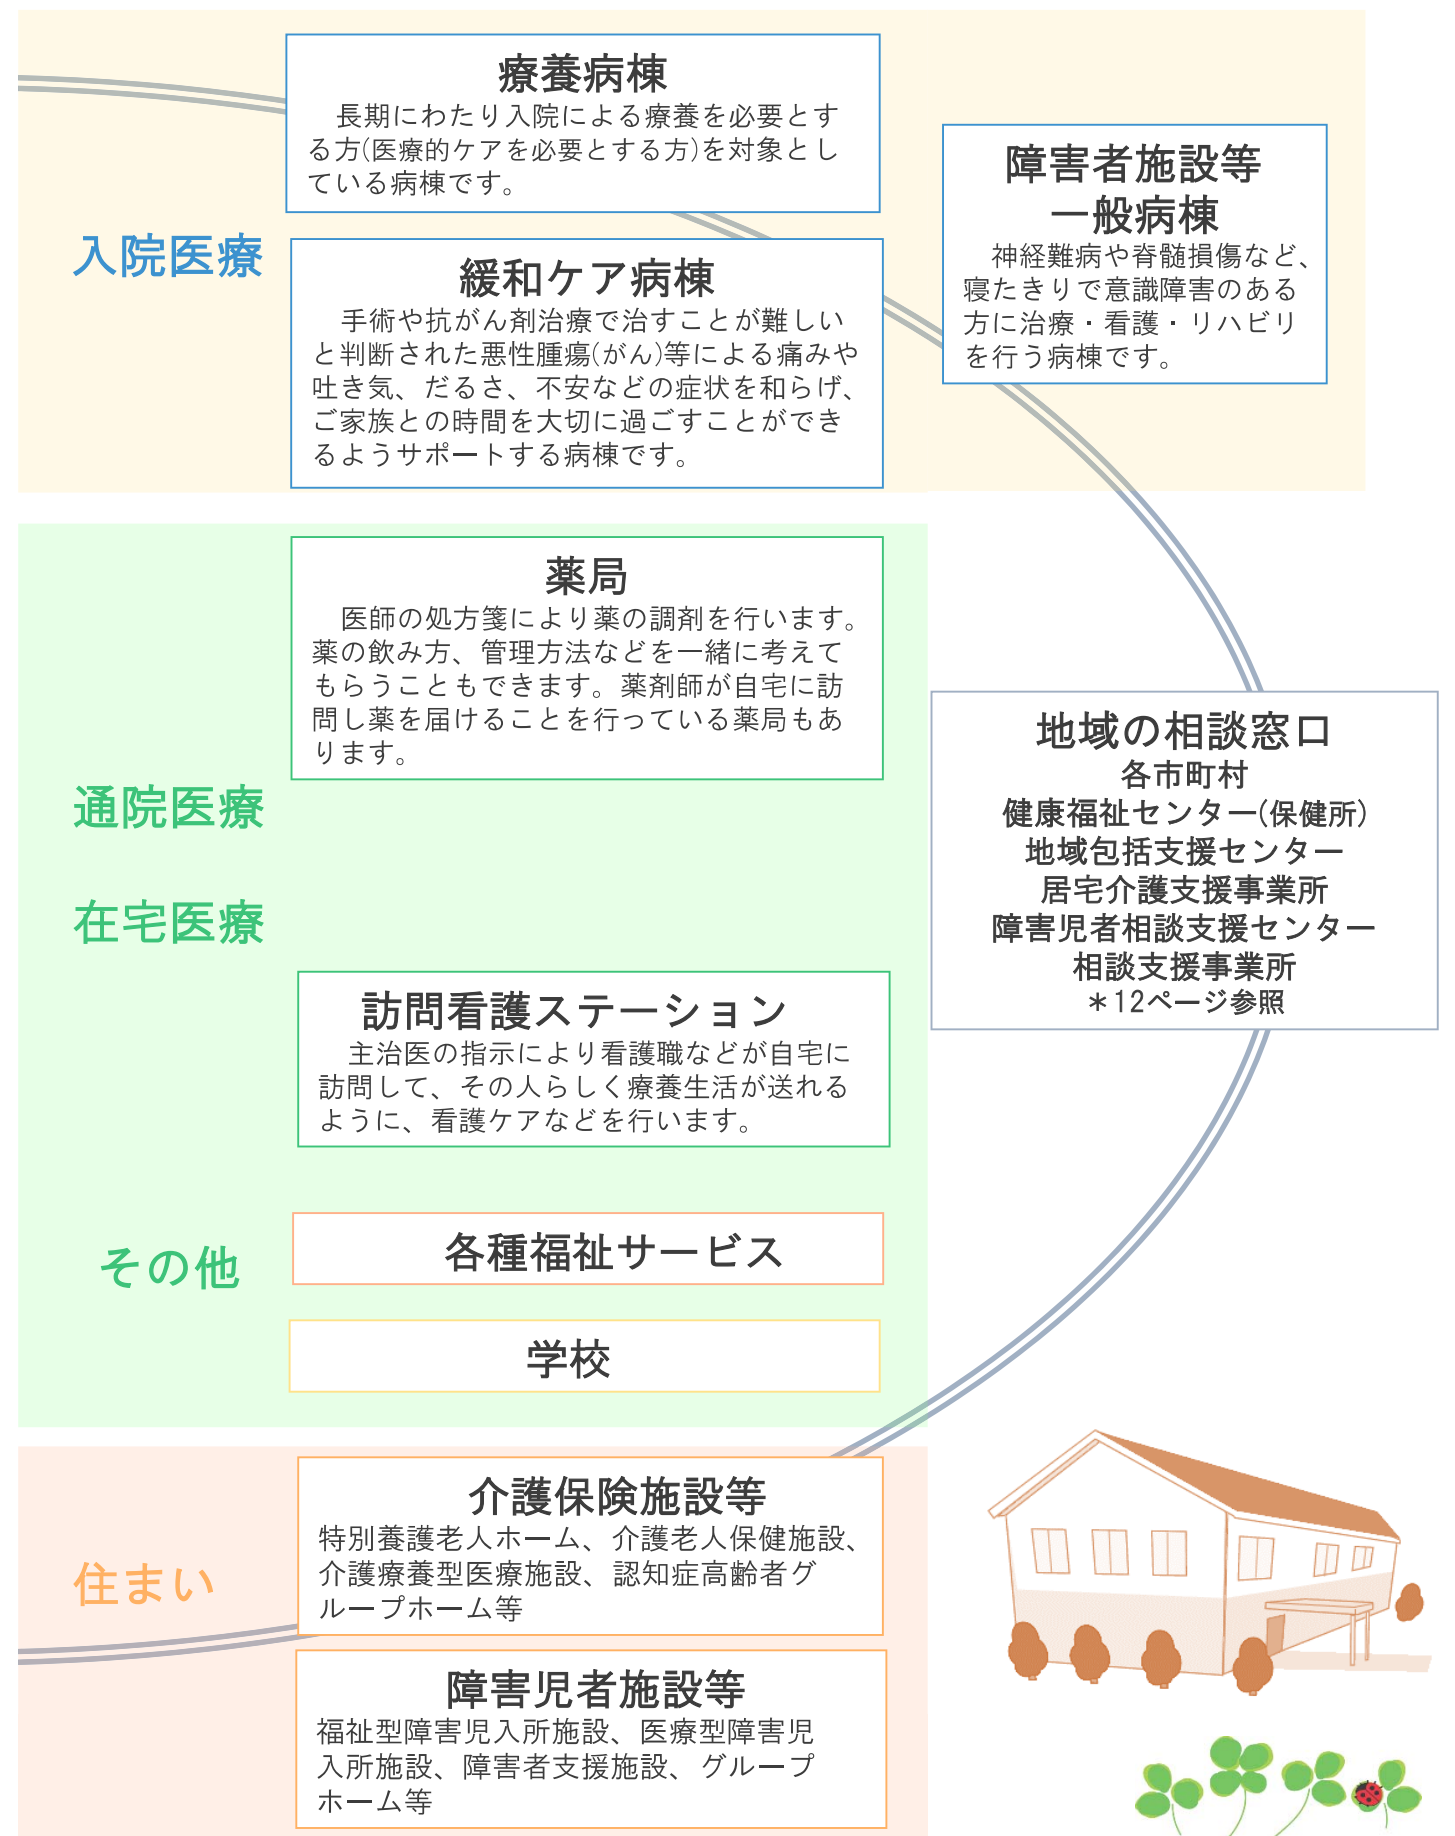 療養病棟
長期にわたり入院による療養を必要とす
る方(医療的ケアを必要とする方)を対象とし
ている病棟です。
障害者施設等
一般病棟
神経難病や脊髄損傷など、
寝たきりで意識障害のある
方に治療・看護・リハビリ
を行う病棟です。
入院医療
緩和ケア病棟
手術や抗がん剤治療で治すことが難しい
と判断された悪性腫瘍(がん)等による痛みや
吐き気、だるさ、不安などの症状を和らげ、
ご家族との時間を大切に過ごすことができ
るようサポートする病棟です。
薬局
医師の処方箋により薬の調剤を行います。
薬の飲み方、管理方法などを一緒に考えて
もらうこともできます。薬剤師が自宅に訪
問し薬を届けることを行っている薬局もあ
ります。
通院医療
在宅医療
地域の相談窓口
各市町村
健康福祉センター(保健所)
地域包括支援センター
居宅介護支援事業所
障害児者相談支援センター
相談支援事業所
＊12ページ参照
訪問看護ステーション
主治医の指示により看護職などが自宅に
訪問して、その人らしく療養生活が送れる
ように、看護ケアなどを行います。
その他
各種福祉サービス
学校
住まい
介護保険施設等
特別養護老人ホーム、介護老人保健施設、
介護療養型医療施設、認知症高齢者グ
ループホーム等
障害児者施設等
福祉型障害児入所施設、医療型障害児
入所施設、障害者支援施設、グループ
ホーム等